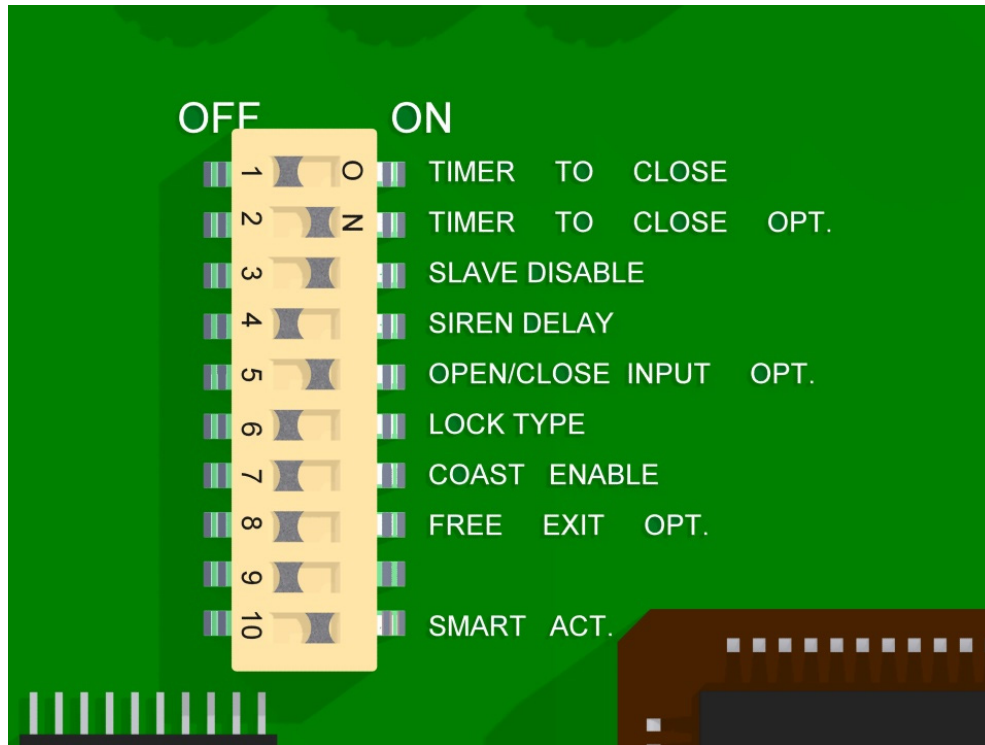 OFF ON
1 O TIMER TO CLOSE
2 N TIMER TO CLOSE OPT.
3 SLAVE DISABLE
4 SIREN DELAY
5 OPEN/CLOSE INPUT OPT.
6 LOCK TYPE
7 COAST ENABLE
8 FREE EXIT OPT.
9
10 SMART ACT.